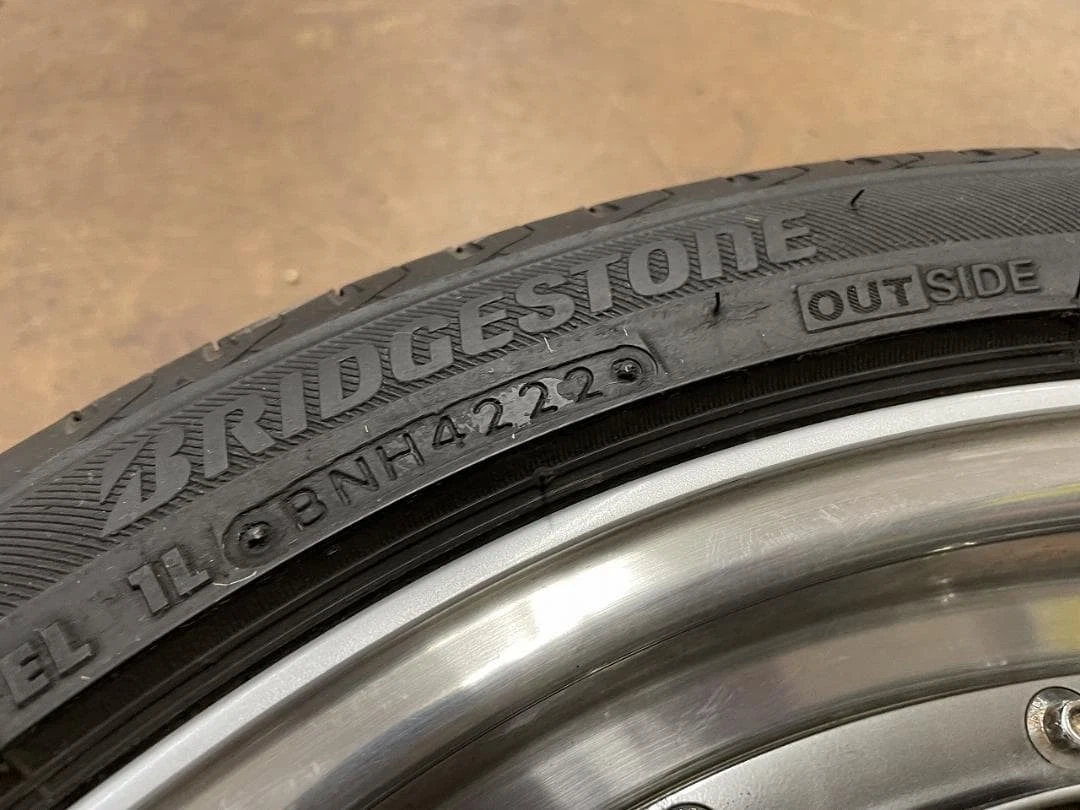 BRIDGESTONE
OUTSIDE
BNH4222
EL 1L